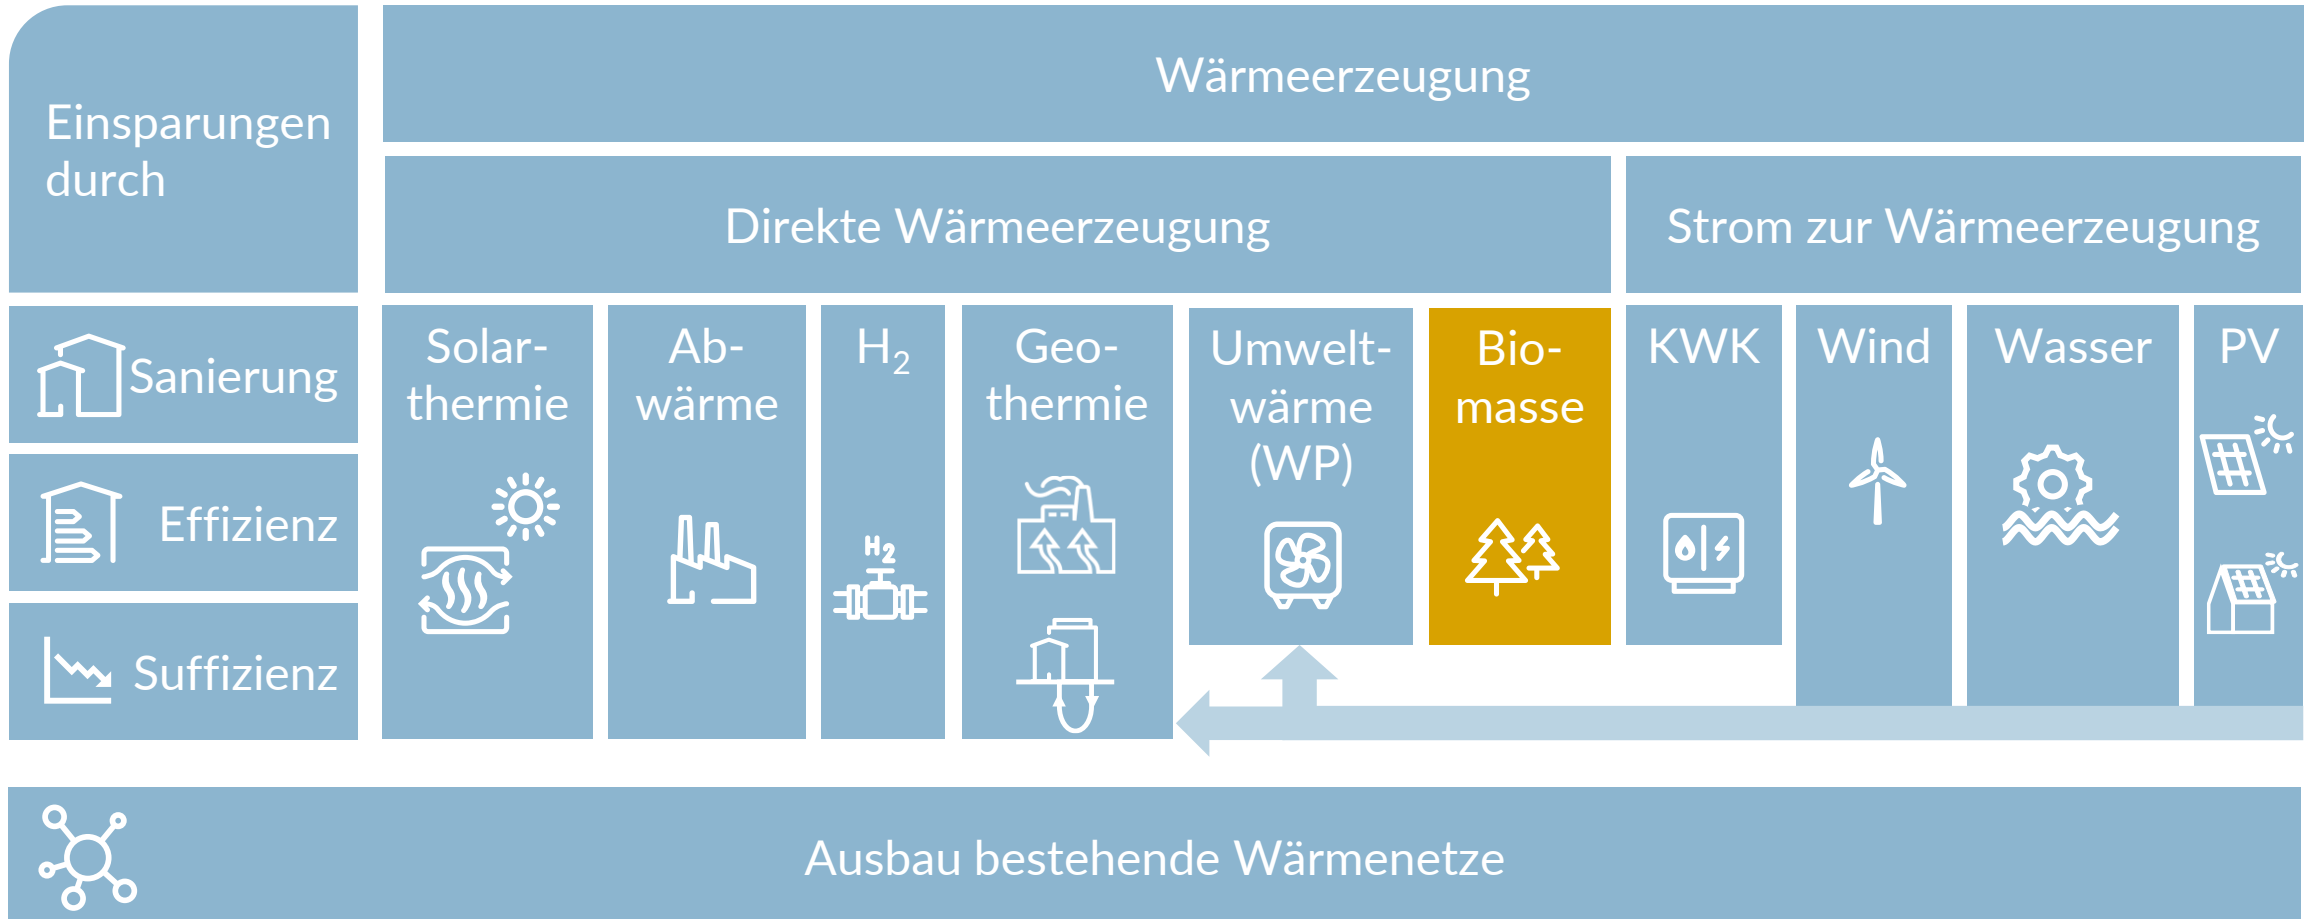 Einsparungen
durch
Wärmeerzeugung
Direkte Wärmeerzeugung
Strom zur Wärmeerzeugung
Sanierung
Effizienz
Suffizienz
Solar-
thermie
Ab-
wärme
H₂
Geo-
thermie
Umwelt-
wärme
(WP)
Bio-
masse
KWK
Wind
Wasser
PV
H2
Ausbau bestehende Wärmenetze